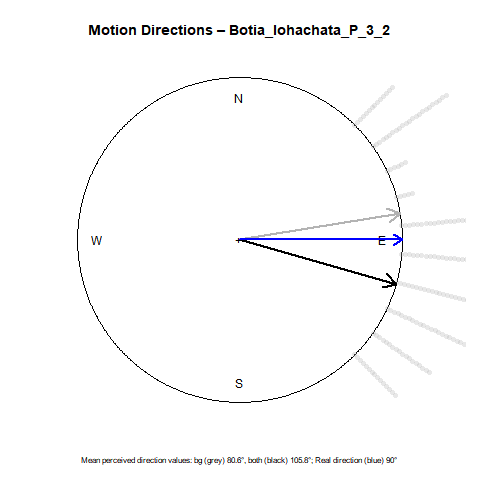 Motion Directions – Botia_lohachata_P_3_2
N
W
E
S
Mean perceived direction values: bg (grey) 80.6°, both (black) 105.8°; Real direction (blue) 90°